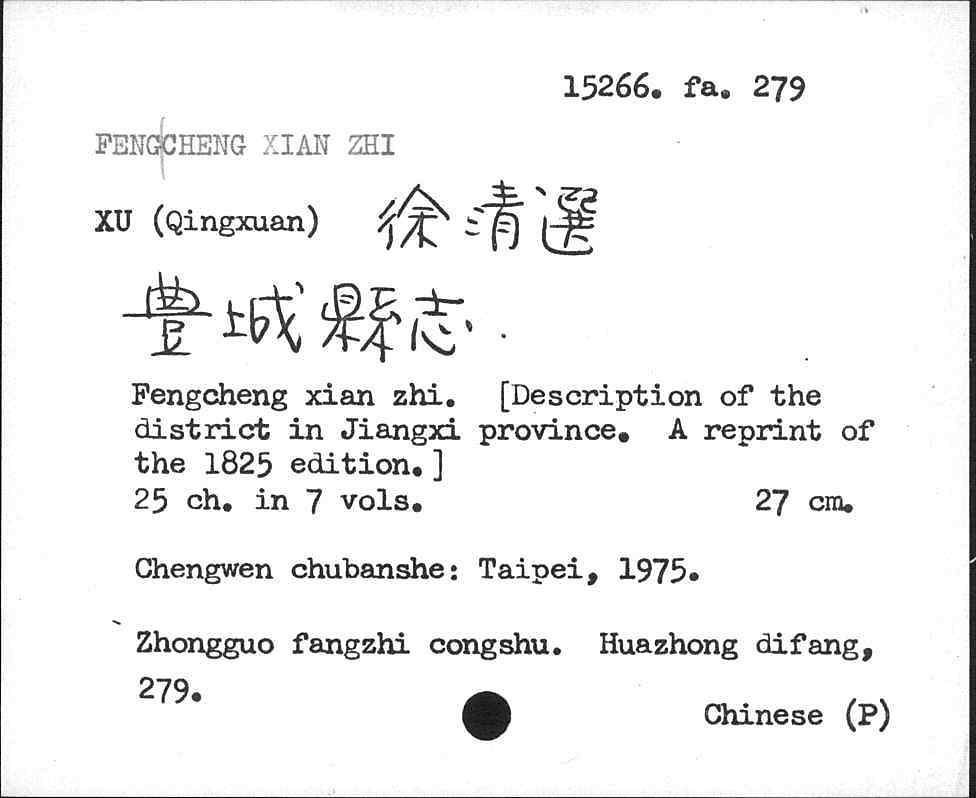 15266. fa. 279
FENGCHENG XIAN ZHI
XU (Qingxuan) 徐清選
豊城縣志.
Fengcheng xian zhi. [Description of the
district in Jiangxi province. A reprint of
the 1825 edition.]
25 ch. in 7 vols. 27 cm.
Chengwen chubanshe: Taipei, 1975.
Zhongguo fangzhi congshu. Huazhong difang,
279.
Chinese (P)